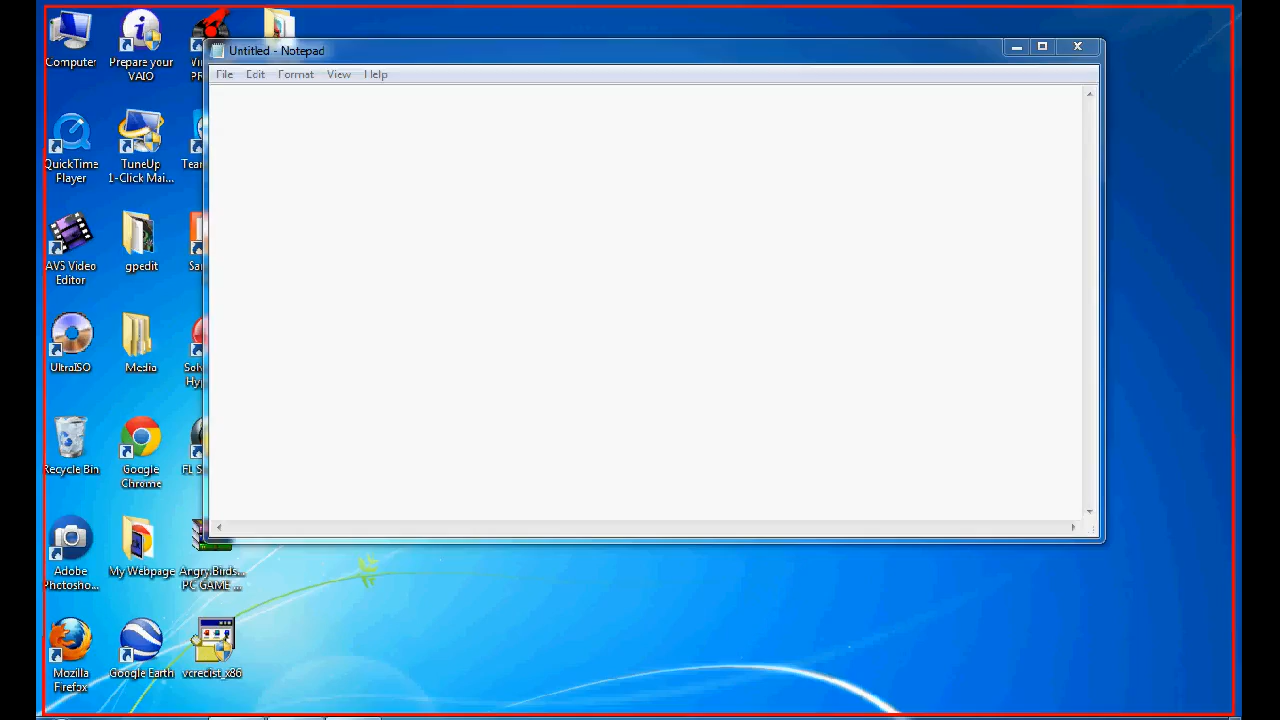 Untitled - Notepad
File Edit Format View Help
Computer
Prepare your
VAIO
QuickTime
Player
TuneUp
1-Click Mai...
AVS Video
Editor
gpedit
UltraISO
Media
Recycle Bin
Google
Chrome
Adobe
Photosho...
My Webpage
Angry.Birds...
PC GAME ...
Mozilla
Firefox
Google Earth
vcredist_x86